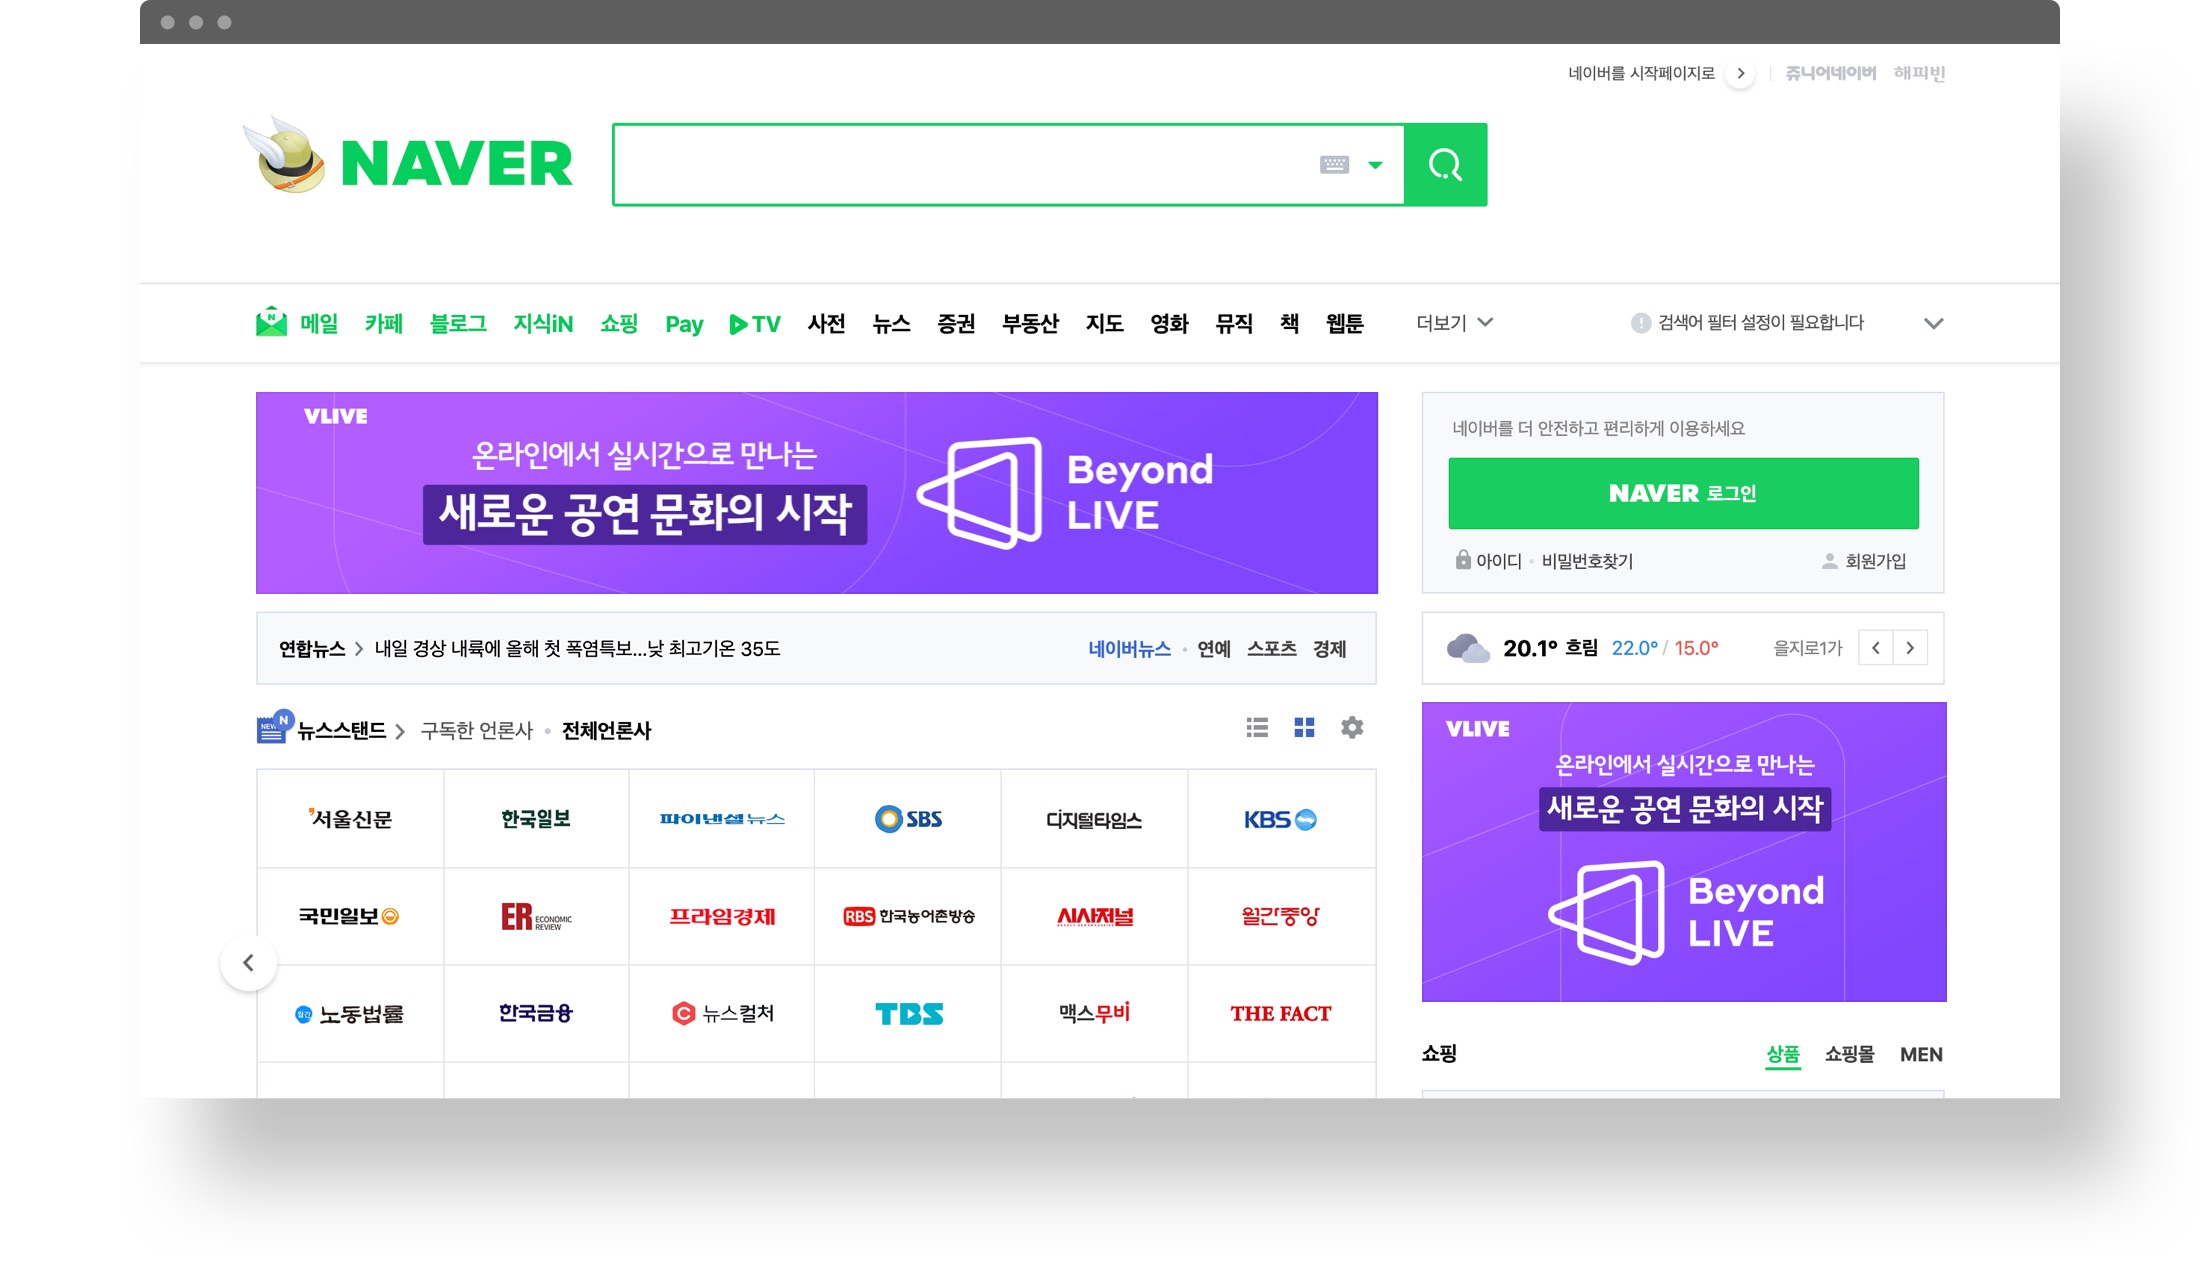 네이버를 시작페이지로 쥬니어네이버 해피빈
NAVER
메일 카페 블로그 지식iN 쇼핑 Pay TV 사전 뉴스 증권 부동산 지도 영화 뮤직 책 웹툰 더보기 검색어 필터 설정이 필요합니다
VLIVE
온라인에서 실시간으로 만나는
새로운 공연 문화의 시작
Beyond
LIVE
네이버를 더 안전하고 편리하게 이용하세요
NAVER 로그인
아이디 · 비밀번호찾기 회원가입
연합뉴스 내일 경상 내륙에 올해 첫 폭염특보...낮 최고기온 35도 네이버뉴스 · 연예 스포츠 경제
20.1° 흐림 22.0° / 15.0° 을지로1가
NEW N 뉴스스탠드 구독한 언론사 · 전체언론사
서울신문 한국일보 파이낸셜뉴스 SBS 디지털타임스 KBS
국민일보 ER ECONOMIC REVIEW 프라임경제 RBS 한국농어촌방송 시사저널 월간중앙
월간 노동법률 한국금융 뉴스컬처 TBS 맥스무비 THE FACT
VLIVE
온라인에서 실시간으로 만나는
새로운 공연 문화의 시작
Beyond
LIVE
쇼핑 상품 쇼핑몰 MEN